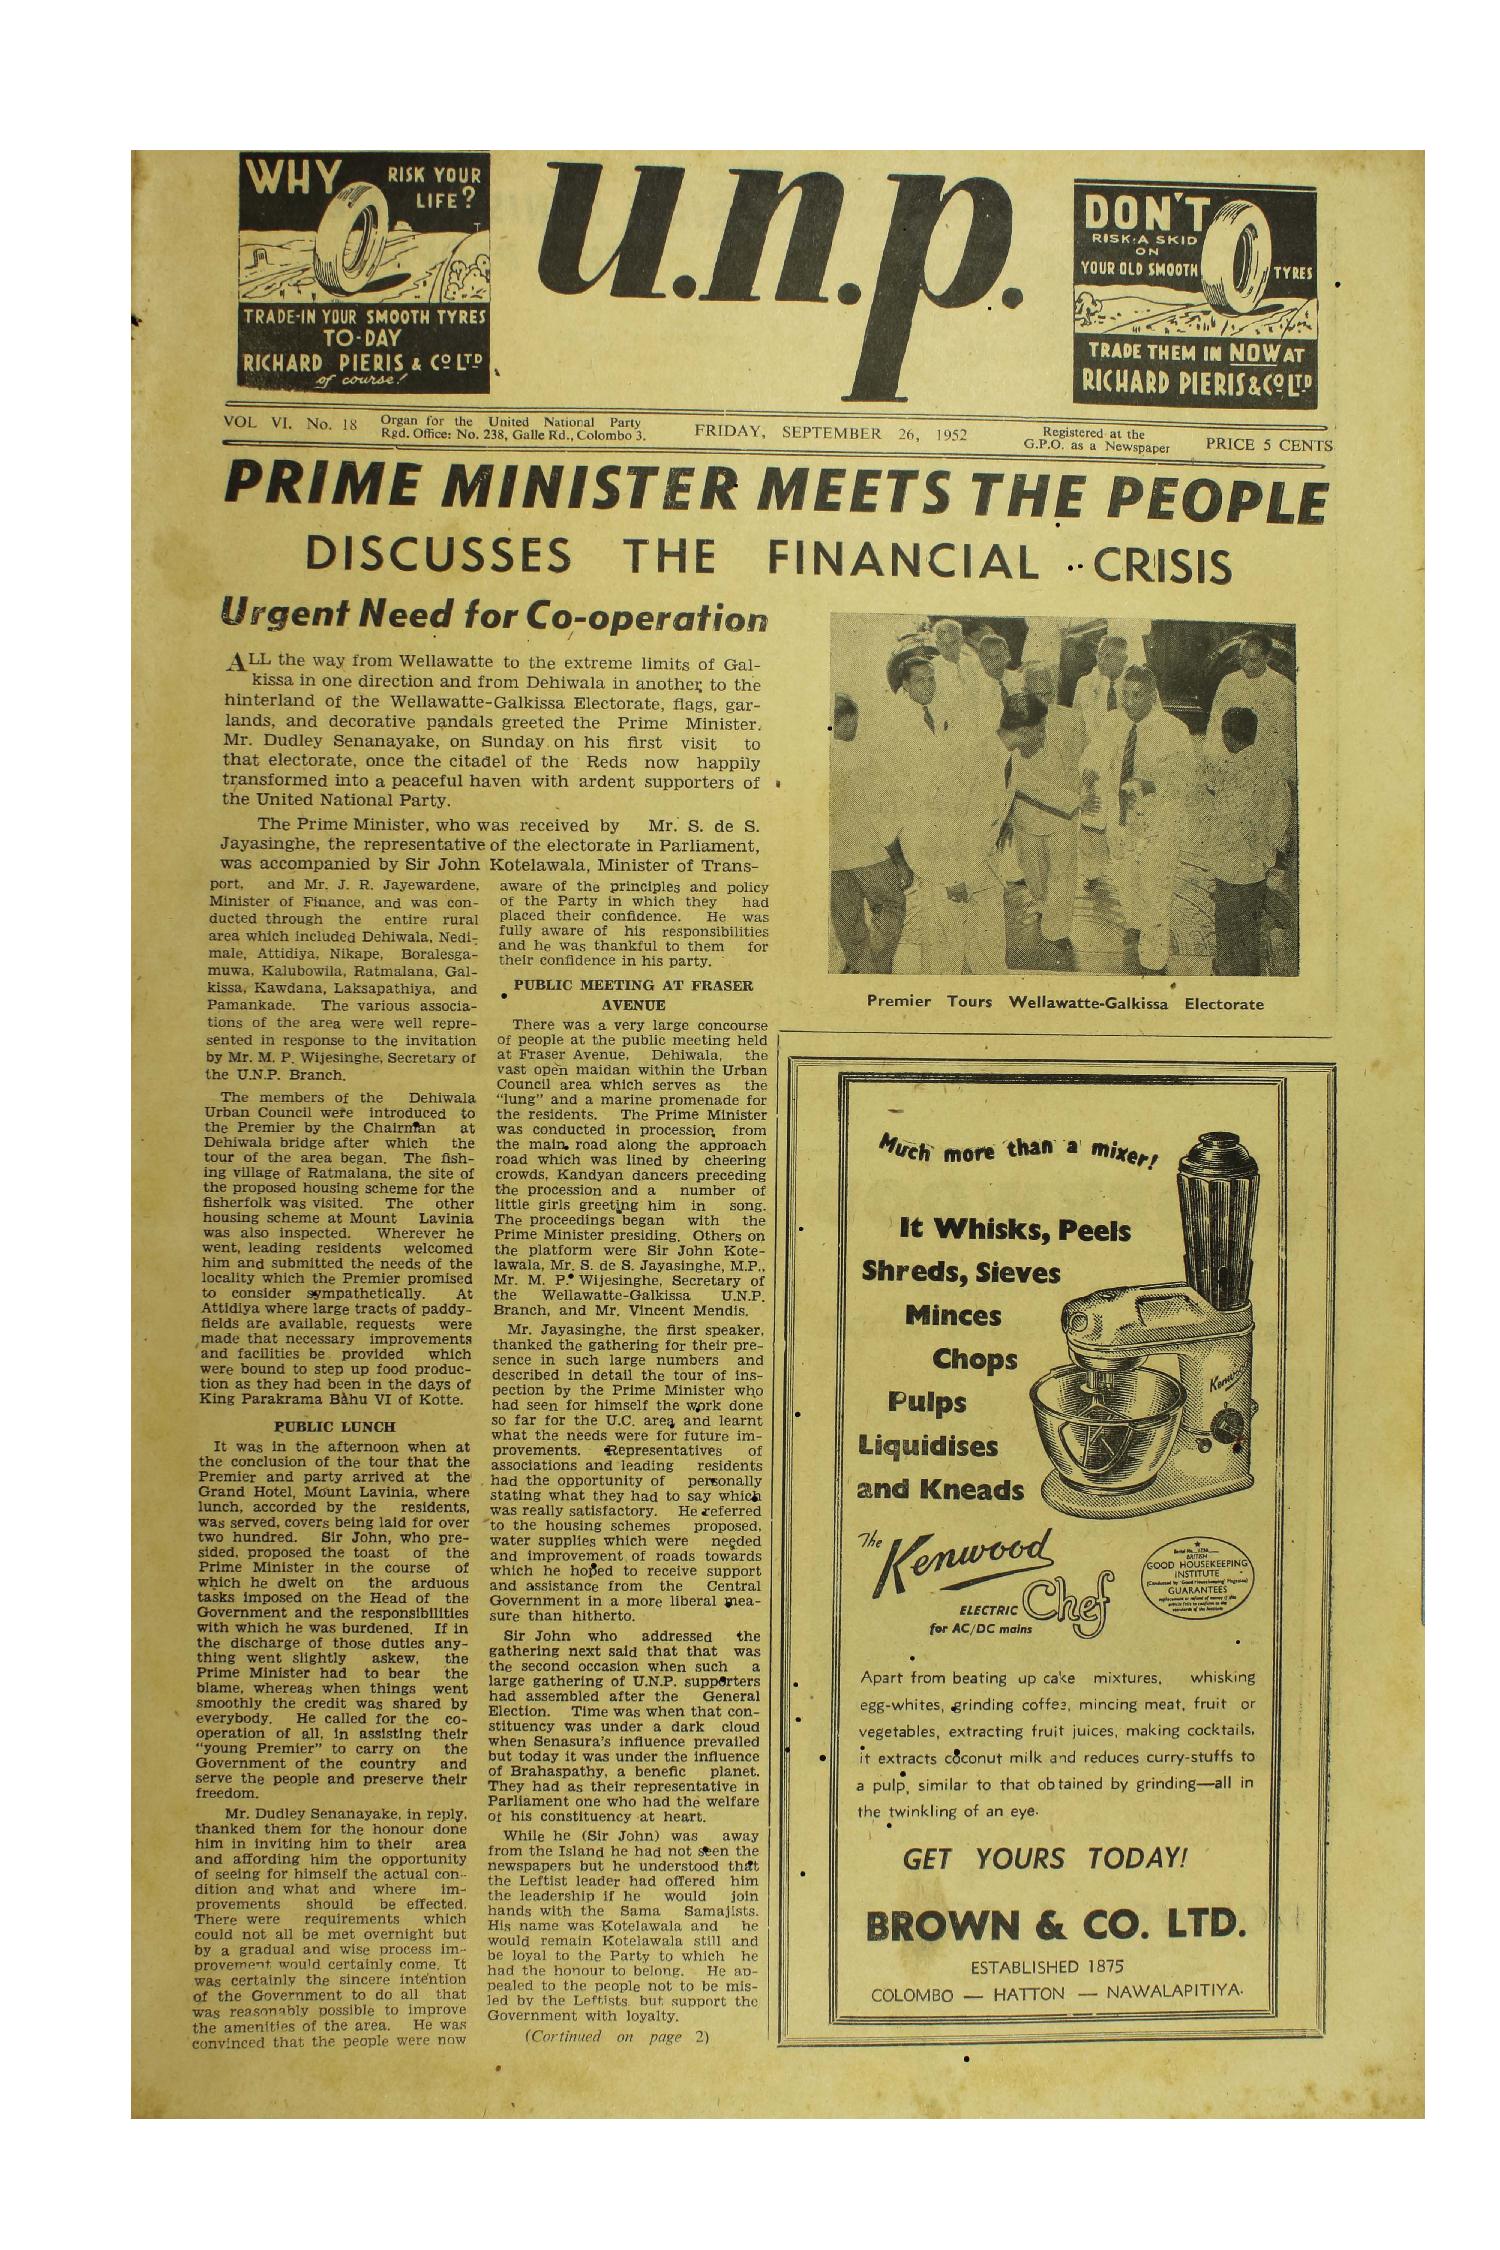 WHY
RISK YOUR
LIFE?
TRADE-IN YOUR SMOOTH TYRES
TO-DAY
RICHARD PIERIS & CO LTD
of course!
u.n.p.
DON'T
RISK A SKID
ON
YOUR OLD SMOOTH
TYRES
TRADE THEM IN NOW AT
RICHARD PIERIS & CO LTD
VOL VI. No. 18
Organ for the United National Party
Rgd. Office: No. 238, Galle Rd., Colombo 3.
FRIDAY, SEPTEMBER 26, 1952
Registered at the
G.P.O. as a Newspaper
PRICE 5 CENTS
PRIME MINISTER MEETS THE PEOPLE
DISCUSSES THE FINANCIAL CRISIS
Urgent Need for Co-operation
ALL the way from Wellawatte to the extreme limits of Gal-
kissa in one direction and from Dehiwala in another to the
hinterland of the Wellawatte-Galkissa Electorate, flags, gar-
lands, and decorative pandals greeted the Prime Minister.
Mr. Dudley Senanayake, on Sunday on his first visit to
that electorate, once the citadel of the Reds now happily
transformed into a peaceful haven with ardent supporters of
the United National Party.
The Prime Minister, who was received by Mr. S. de S.
Jayasinghe, the representative of the electorate in Parliament,
was accompanied by Sir John Kotelawala, Minister of Trans-
port, and Mr. J. R. Jayewardene,
Minister of Finance, and was con-
ducted through the entire rural
area which included Dehiwala, Nedi-
male, Attidiya, Nikape, Boralesga-
muwa, Kalubowila, Ratmalana, Gal-
kissa, Kawdana, Laksapathiya, and
Pamankade. The various associa-
tions of the area were well repre-
sented in response to the invitation
by Mr. M. P. Wijesinghe, Secretary of
the U.N.P. Branch.
The members of the Dehiwala
Urban Council were introduced to
the Premier by the Chairman at
Dehiwala bridge after which the
tour of the area began. The fish-
ing village of Ratmalana, the site of
the proposed housing scheme for the
fisherfolk was visited. The other
housing scheme at Mount Lavinia
was also inspected. Wherever he
went, leading residents welcomed
him and submitted the needs of the
locality which the Premier promised
to consider sympathetically. At
Attidiya where large tracts of paddy-
fields are available, requests were
made that necessary improvements
and facilities be provided which
were bound to step up food produc-
tion as they had been in the days of
King Parakrama Bahu VI of Kotte.
PUBLIC LUNCH
It was in the afternoon when at
the conclusion of the tour that the
Premier and party arrived at the
Grand Hotel, Mount Lavinia, where
lunch, accorded by the residents,
was served, covers being laid for over
two hundred. Sir John, who pre-
sided, proposed the toast of the
Prime Minister in the course of
which he dwelt on the arduous
tasks imposed on the Head of the
Government and the responsibilities
with which he was burdened. If in
the discharge of those duties any-
thing went slightly askew, the
Prime Minister had to bear the
blame, whereas when things went
smoothly the credit was shared by
everybody. He called for the co-
operation of all, in assisting their
"young Premier" to carry on the
Government of the country and
serve the people and preserve their
freedom.
Mr. Dudley Senanayake, in reply,
thanked them for the honour done
him in inviting him to their area
and affording him the opportunity
of seeing for himself the actual con-
dition and what and where im-
provements should be effected.
There were requirements which
could not all be met overnight but
by a gradual and wise process im-
provement would certainly come. It
was certainly the sincere intention
of the Government to do all that
was reasonably possible to improve
the amenities of the area. He was
convinced that the people were now
aware of the principles and policy
of the Party in which they had
placed their confidence. He was
fully aware of his responsibilities
and he was thankful to them for
their confidence in his party.
PUBLIC MEETING AT FRASER
AVENUE
There was a very large concourse
of people at the public meeting held
at Fraser Avenue, Dehiwala, the
vast open maidan within the Urban
Council area which serves as the
"lung" and a marine promenade for
the residents. The Prime Minister
was conducted in procession from
the main road along the approach
road which was lined by cheering
crowds, Kandyan dancers preceding
the procession and a number of
little girls greeting him in song.
The proceedings began with the
Prime Minister presiding. Others on
the platform were Sir John Kote-
lawala, Mr. S. de S. Jayasinghe, M.P.,
Mr. M. P. Wijesinghe, Secretary of
the Wellawatte-Galkissa U.N.P.
Branch, and Mr. Vincent Mendis.
Mr. Jayasinghe, the first speaker,
thanked the gathering for their pre-
sence in such large numbers and
described in detail the tour of ins-
pection by the Prime Minister who
had seen for himself the work done
so far for the U.C. area and learnt
what the needs were for future im-
provements. Representatives of
associations and leading residents
had the opportunity of personally
stating what they had to say which
was really satisfactory. He referred
to the housing schemes proposed,
water supplies which were needed
and improvement of roads towards
which he hoped to receive support
and assistance from the Central
Government in a more liberal mea-
sure than hitherto.
Sir John who addressed the
gathering next said that that was
the second occasion when such a
large gathering of U.N.P. supporters
had assembled after the General
Election. Time was when that con-
stituency was under a dark cloud
when Senasura's influence prevailed
but today it was under the influence
of Brahaspathy, a benefic planet.
They had as their representative in
Parliament one who had the welfare
of his constituency at heart.
While he (Sir John) was away
from the Island he had not seen the
newspapers but he understood that
the Leftist leader had offered him
the leadership if he would join
hands with the Sama Samajists.
His name was Kotelawala and he
would remain Kotelawala still and
be loyal to the Party to which he
had the honour to belong. He ap-
pealed to the people not to be mis-
led by the Leftists but support the
Government with loyalty.
(Continued on page 2)
Premier Tours Wellawatte-Galkissa Electorate
Much more than a mixer!
It Whisks, Peels
Shreds, Sieves
Minces
Chops
Pulps
Liquidises
and Kneads
Kenwood
The Kenwood
Chef
ELECTRIC
for AC/DC mains
BRITISH
GOOD HOUSEKEEPING
INSTITUTE
GUARANTEES
Apart from beating up cake mixtures, whisking
egg-whites, grinding coffee, mincing meat, fruit or
vegetables, extracting fruit juices, making cocktails,
it extracts coconut milk and reduces curry-stuffs to
a pulp, similar to that obtained by grinding—all in
the twinkling of an eye.
GET YOURS TODAY!
BROWN & CO. LTD.
ESTABLISHED 1875
COLOMBO — HATTON — NAWALAPITIYA.